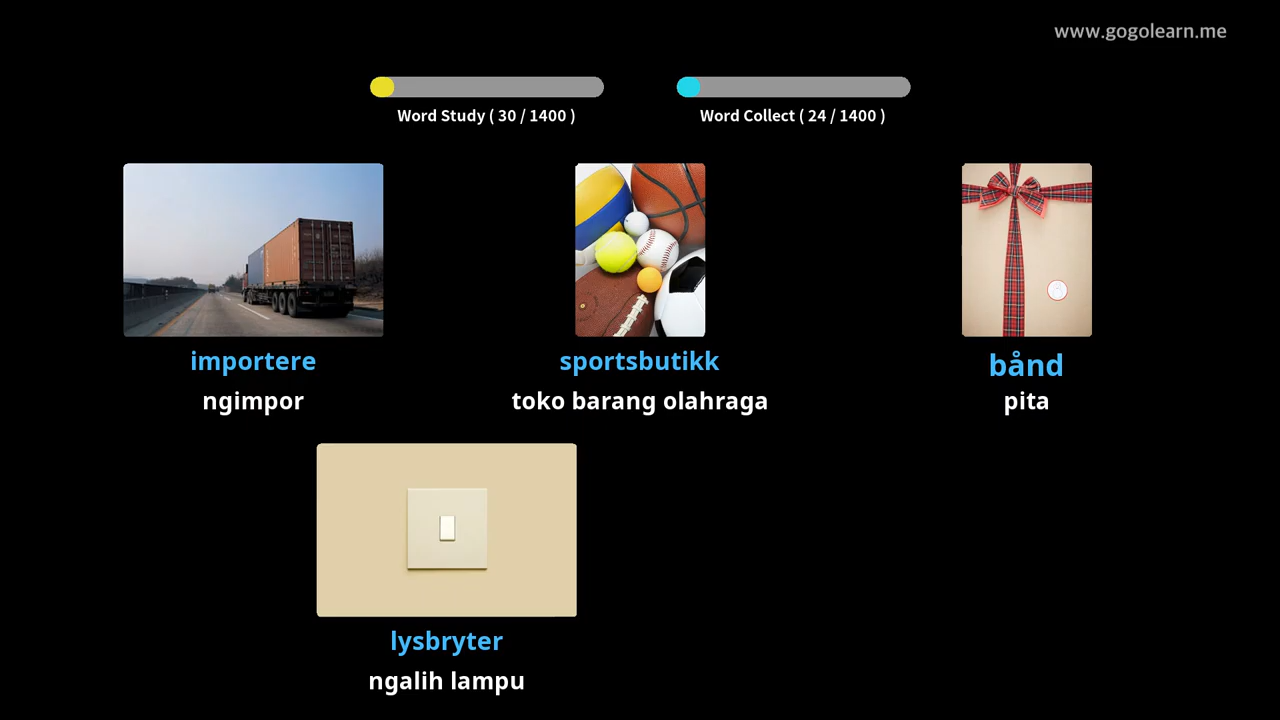 www.gogolearn.me
Word Study ( 30 / 1400 )
Word Collect ( 24 / 1400 )
importere
sportsbutikk
bånd
ngimpor
toko barang olahraga
pita
lysbryter
ngalih lampu